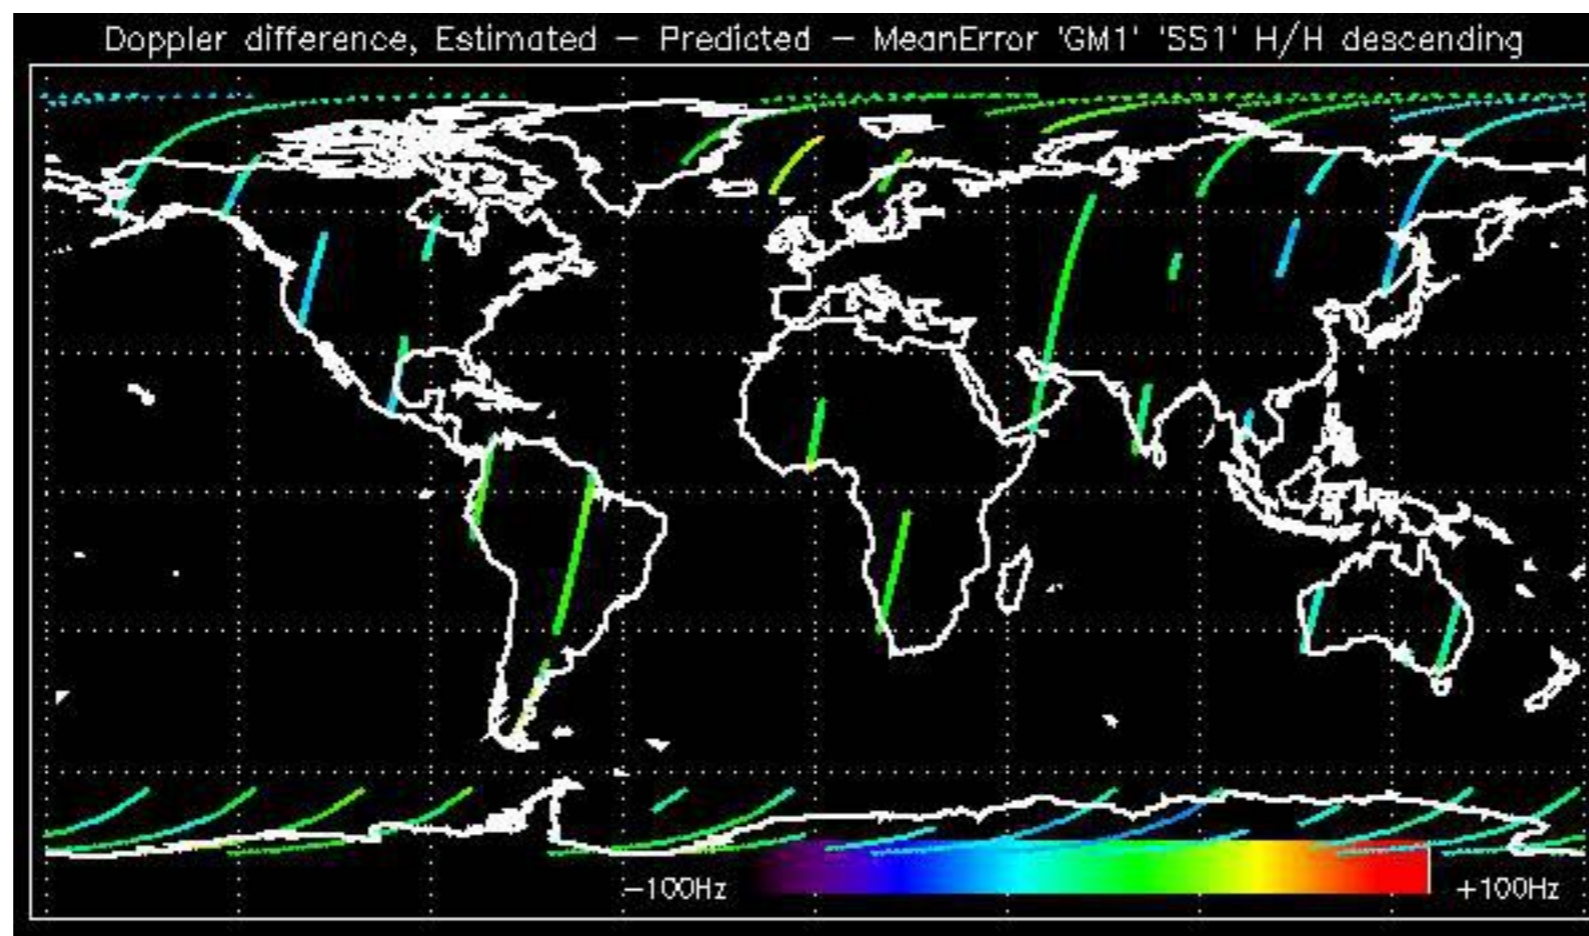 Doppler difference, Estimated – Predicted – MeanError 'GM1' 'SS1' H/H descending
-100Hz +100Hz